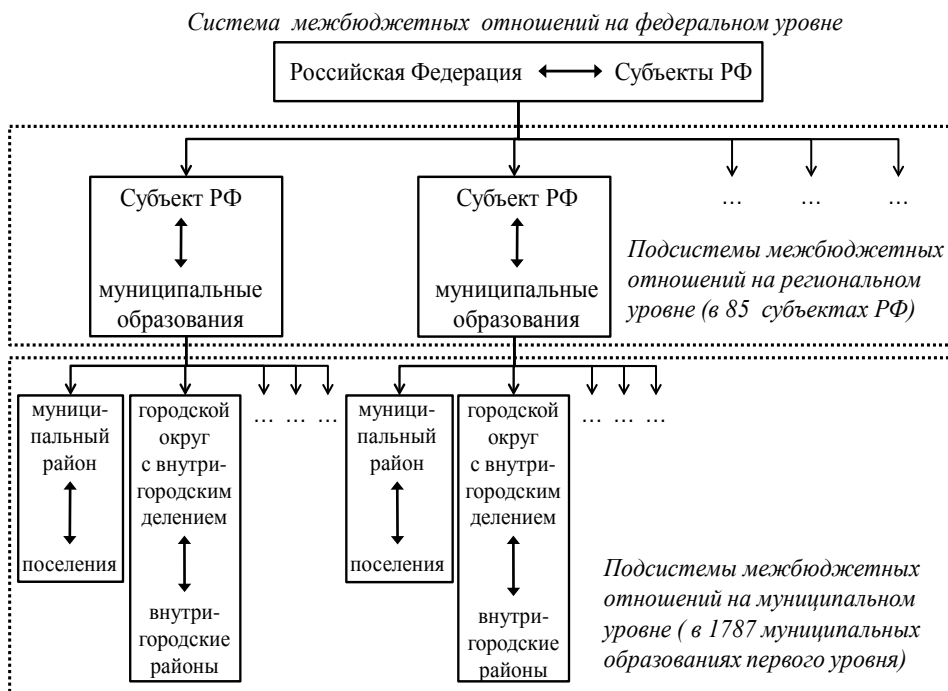 Система межбюджетных отношений на федеральном уровне
Российская Федерация Субъекты РФ
Субъект РФ
муниципальные
образования
Субъект РФ
муниципальные
образования
… … …
Подсистемы межбюджетных
отношений на региональном
уровне (в 85 субъектах РФ)
муници-
пальный
район
поселения
городской
округ
с внутри-
городским
делением
внутри-
городские
районы
… … …
муници-
пальный
район
поселения
городской
округ
с внутри-
городским
делением
внутри-
городские
районы
… … …
Подсистемы межбюджетных
отношений на муниципальном
уровне ( в 1787 муниципальных
образованиях первого уровня)